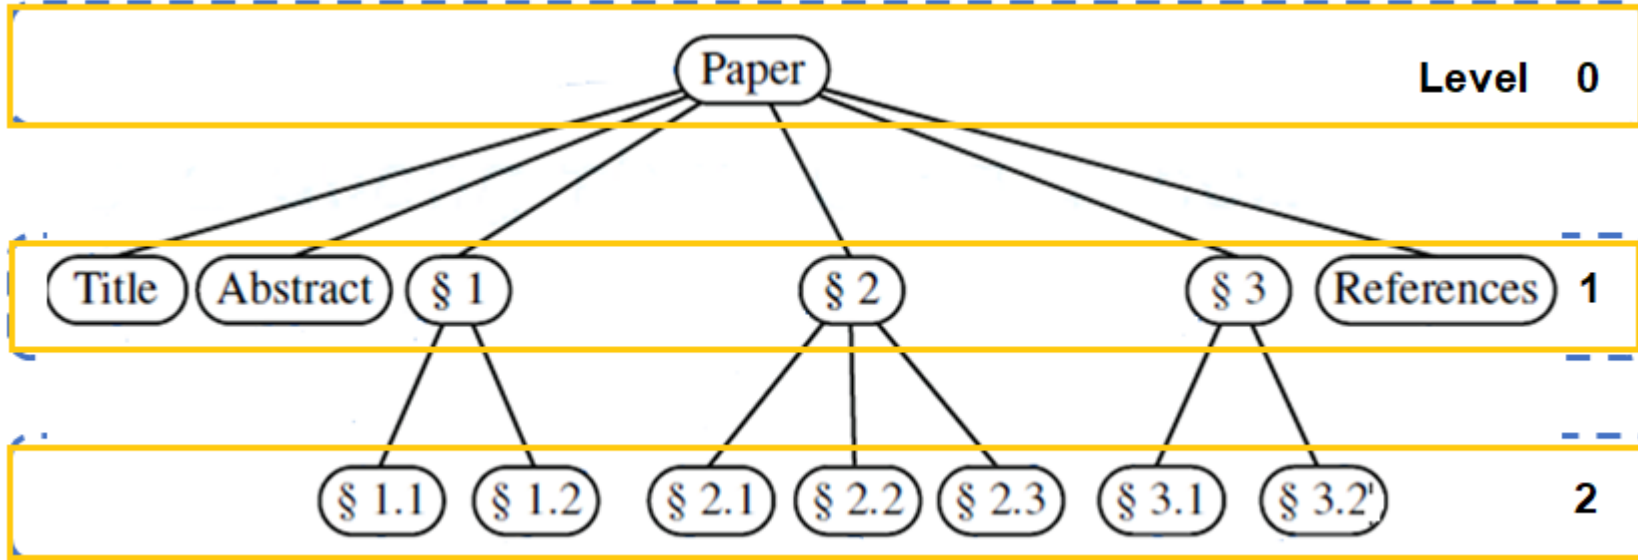 Paper
Level 0
Title Abstract § 1 § 2 § 3 References 1
§ 1.1 § 1.2 § 2.1 § 2.2 § 2.3 § 3.1 § 3.2' 2